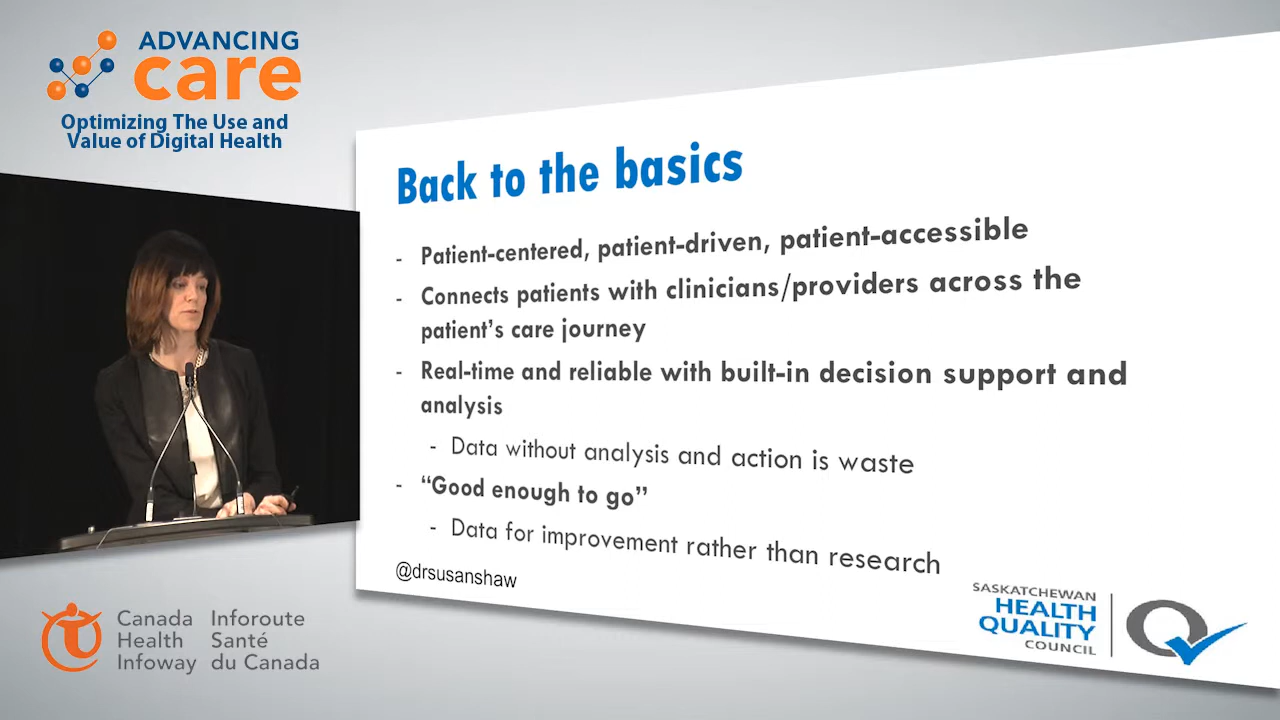 ADVANCING
care
Optimizing The Use and
Value of Digital Health
Back to the basics
- Patient-centered, patient-driven, patient-accessible
- Connects patients with clinicians/providers across the
patient’s care journey
- Real-time and reliable with built-in decision support and
analysis
- Data without analysis and action is waste
- “Good enough to go”
- Data for improvement rather than research
@drsusanshaw
SASKATCHEWAN
HEALTH
QUALITY
COUNCIL
Canada Inforoute
Health Santé
Infoway du Canada